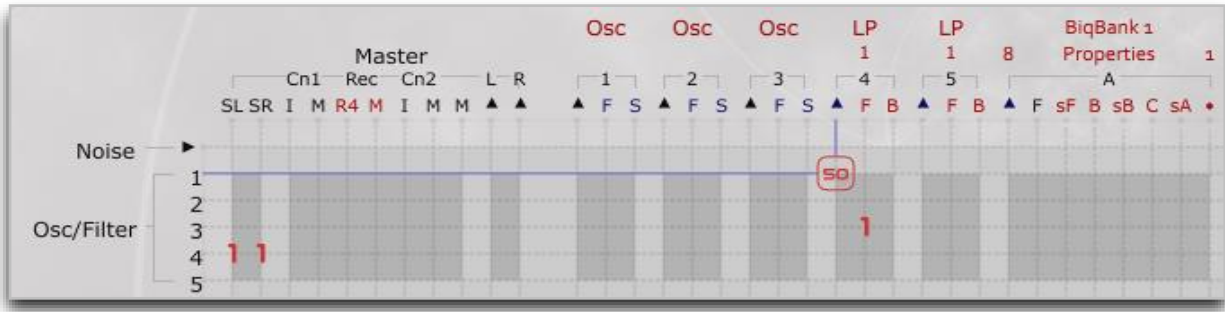 Osc Osc Osc LP LP BiqBank 1
Master 1 1 8 Properties 1
Cn1 Rec Cn2 L R 1 2 3 4 5 A
SL SR I M R4 M I M M ▲ ▲ ▲ F S ▲ F S ▲ F S ▲ F B ▲ F B ▲ F sF B sB C sA •
Noise ►
1 50
2
Osc/Filter 3 1
4 1 1
5